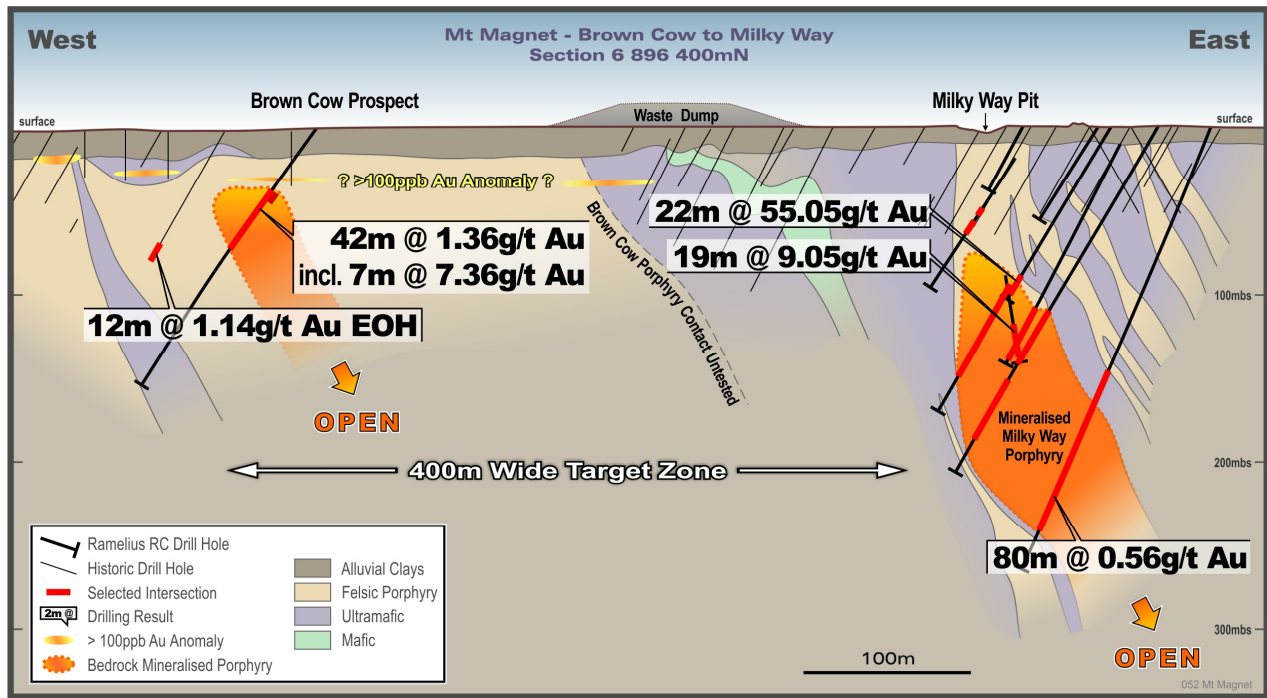 West
Mt Magnet - Brown Cow to Milky Way
Section 6 896 400mN
East
Brown Cow Prospect
Waste Dump
Milky Way Pit
surface
surface
? >100ppb Au Anomaly ?
22m @ 55.05g/t Au
42m @ 1.36g/t Au
incl. 7m @ 7.36g/t Au
19m @ 9.05g/t Au
Brown Cow Porphyry Contact Untested
100mbs
12m @ 1.14g/t Au EOH
OPEN
Mineralised
Milky Way
Porphyry
400m Wide Target Zone
200mbs
80m @ 0.56g/t Au
Ramelius RC Drill Hole
Historic Drill Hole
Selected Intersection
2m @
Drilling Result
> 100ppb Au Anomaly
Bedrock Mineralised Porphyry
Alluvial Clays
Felsic Porphyry
Ultramafic
Mafic
300mbs
100m
OPEN
052 Mt Magnet